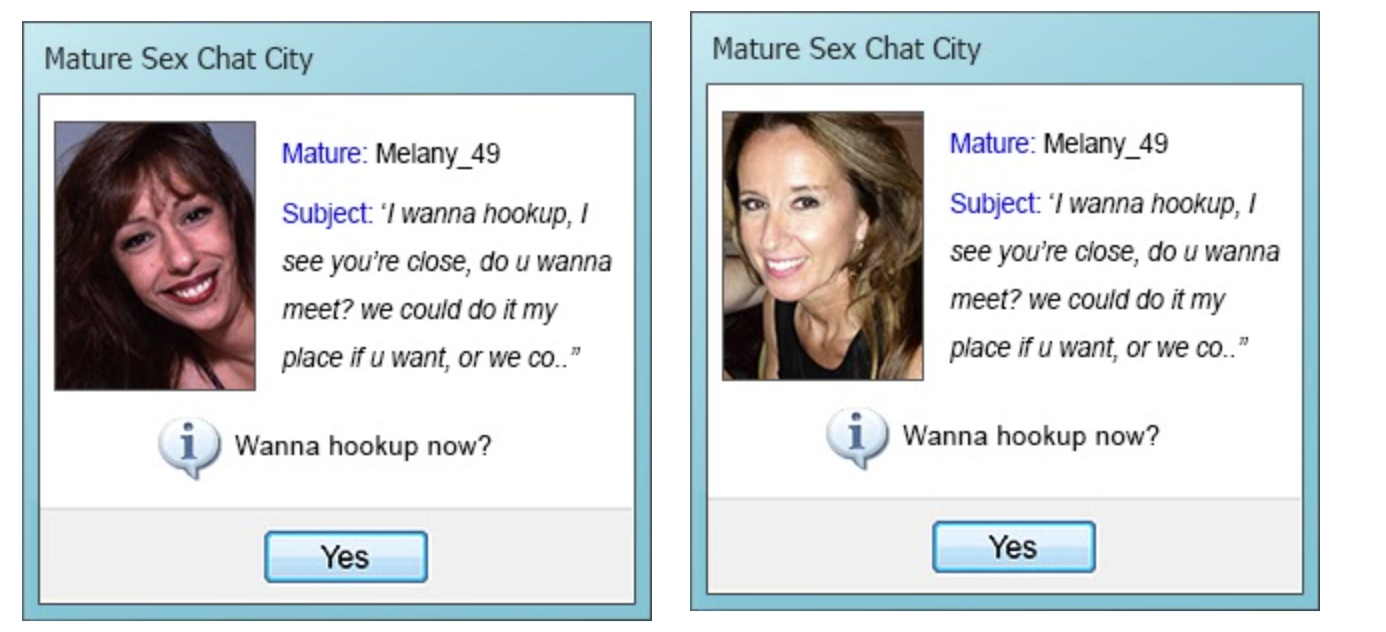 Mature Sex Chat City
Mature: Melany_49
Subject: ‘I wanna hookup, I
see you’re close, do u wanna
meet? we could do it my
place if u want, or we co..”
Wanna hookup now?
Yes
Mature Sex Chat City
Mature: Melany_49
Subject: ‘I wanna hookup, I
see you’re close, do u wanna
meet? we could do it my
place if u want, or we co..”
Wanna hookup now?
Yes